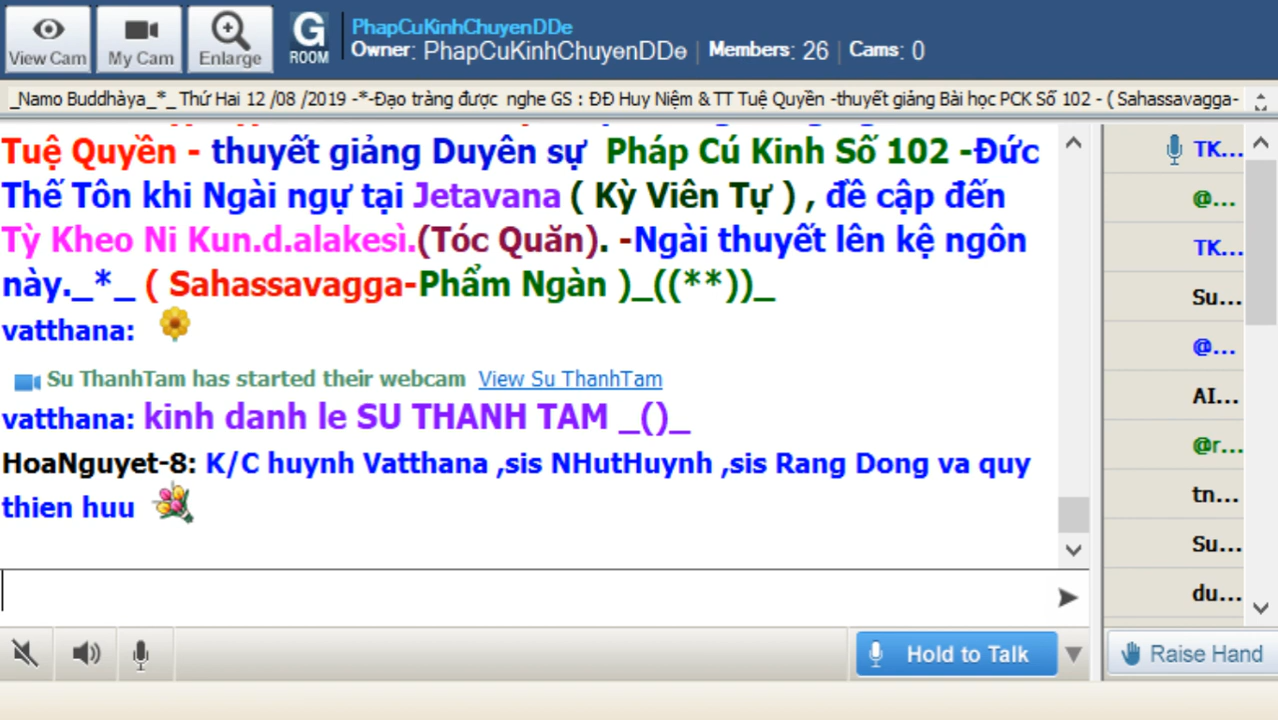 View Cam
My Cam
Enlarge
G
ROOM
PhapCuKinhChuyenDDe
Owner: PhapCuKinhChuyenDDe | Members: 26 | Cams: 0
_Namo Buddhàya_*_ Thứ Hai 12 /08 /2019 -*-Đạo tràng được nghe GS : ĐĐ Huy Niệm & TT Tuệ Quyền -thuyết giảng Bài học PCK Số 102 - ( Sahassavagga-
Tuệ Quyền - thuyết giảng Duyên sự Pháp Cú Kinh Số 102 -Đức
Thế Tôn khi Ngài ngự tại Jetavana ( Kỳ Viên Tự ) , đề cập đến
Tỳ Kheo Ni Kun.d.alakesì.(Tóc Quăn). -Ngài thuyết lên kệ ngôn
này._*_ ( Sahassavagga-Phẩm Ngàn )_((**))_
vatthana:
Su ThanhTam has started their webcam View Su ThanhTam
vatthana: kinh danh le SU THANH TAM _()_
HoaNguyet-8: K/C huynh Vatthana ,sis NHutHuynh ,sis Rang Dong va quy
thien huu
TK...
@...
TK...
Su...
@...
AI...
@r...
tn...
Su...
du...
Hold to Talk
Raise Hand